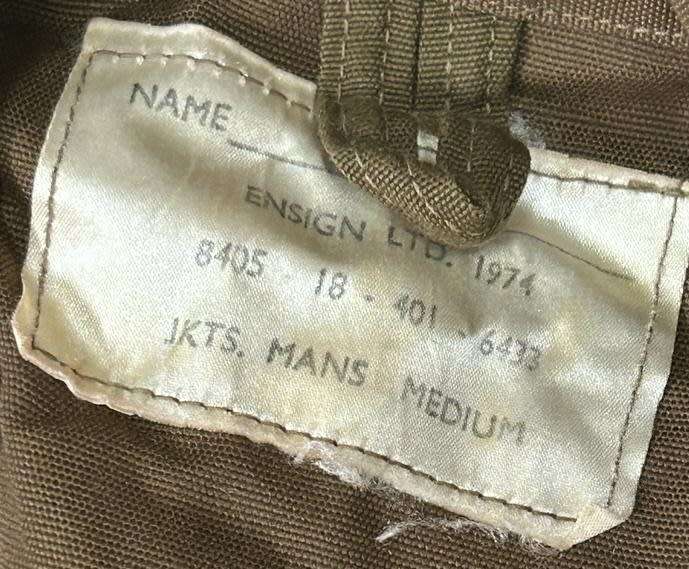 NAME
ENSIGN LTD. 1974
8405 - 18 - 401 - 6433
JKTS. MANS MEDIUM